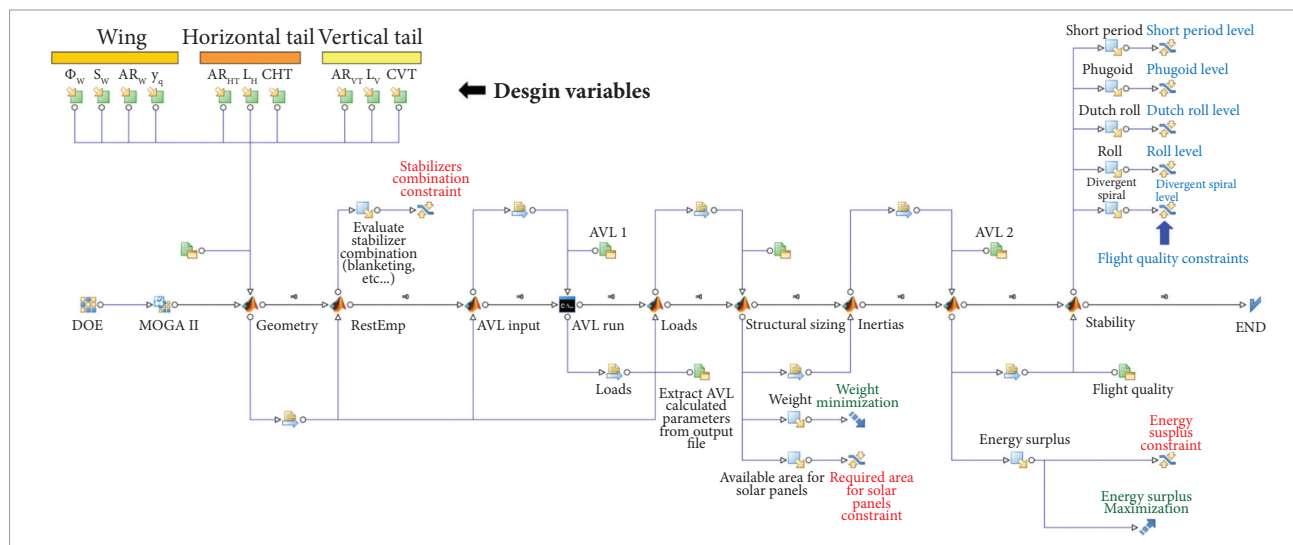 Wing
Horizontal tail
Vertical tail
Φ_W S_W AR_W y_q
AR_HT L_H CHT
AR_VT L_V CVT
Desgin variables
Short period
Short period level
Phugoid
Phugoid level
Dutch roll
Dutch roll level
Roll
Roll level
Divergent
spiral
Divergent spiral
level
Flight quality constraints
Stabilizers
combination
constraint
Evaluate
stabilizer
combination
(blanketing,
etc...)
AVL 1
AVL 2
DOE
MOGA II
Geometry
RestEmp
AVL input
C:\...
AVL run
Loads
Structural sizing
Inertias
Stability
END
Loads
Extract AVL
calculated
parameters
from output
file
Weight
Weight
minimization
Available area for
solar panels
Required area
for solar
panels
constraint
Flight quality
Energy surplus
Energy
susplus
constraint
Energy surplus
Maximization